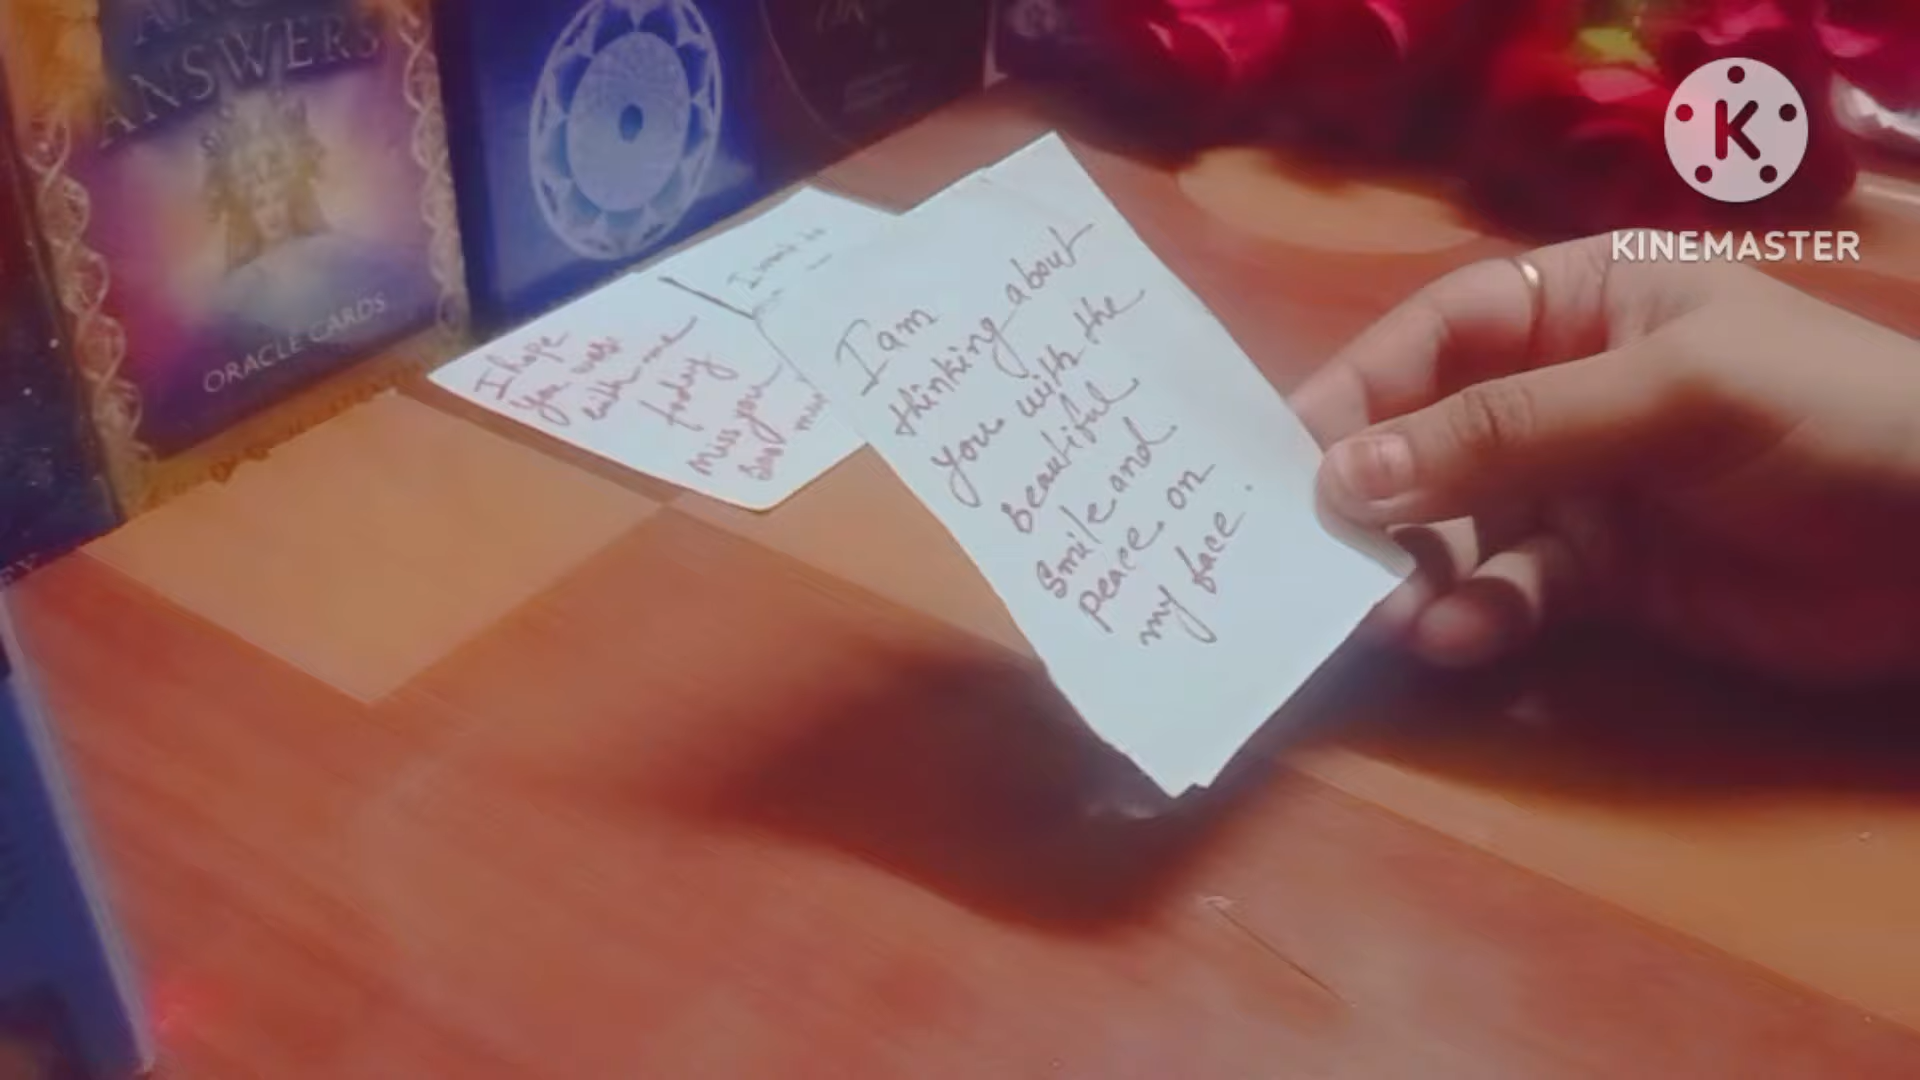 ANSWERS
ORACLE CARDS
KINEMASTER
I hope
you were
with me
today
miss you
I am
thinking about
you with the
beautiful
smile and
peace on
my face.